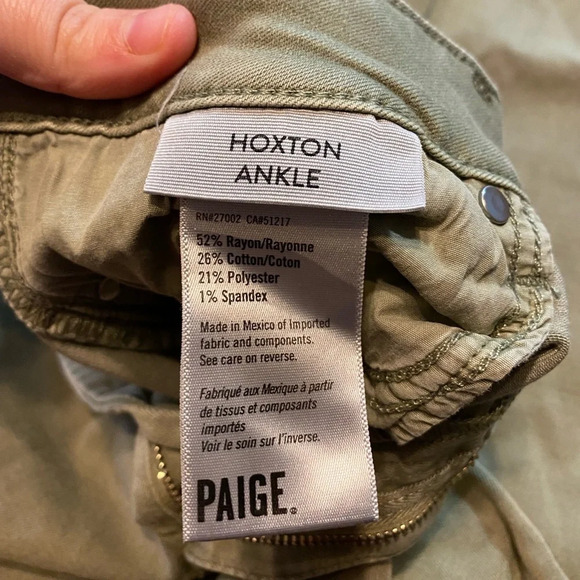 HOXTON
ANKLE
RN#27002 CA#51217
52% Rayon/Rayonne
26% Cotton/Coton
21% Polyester
1% Spandex
Made in Mexico of Imported
fabric and components.
See care on reverse.
Fabriqué aux Mexique à partir
de tissus et composants
importés
Voir le soin sur l'inverse.
PAIGE®